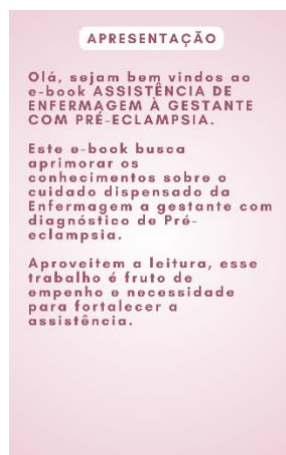 APRESENTAÇÃO
Olá, sejam bem vindos ao
e-book ASSISTÊNCIA DE
ENFERMAGEM À GESTANTE
COM PRÉ-ECLAMPSIA.
Este e-book busca
aprimorar os
conhecimentos sobre o
cuidado dispensado da
Enfermagem a gestante com
diagnóstico de Pré-
eclampsia.
Aproveitem a leitura, esse
trabalho é fruto de
empenho e necessidade
para fortalecer a
assistência.